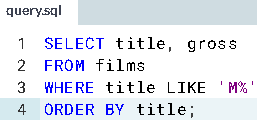 query.sql
1 SELECT title, gross
2 FROM films
3 WHERE title LIKE 'M%'
4 ORDER BY title;